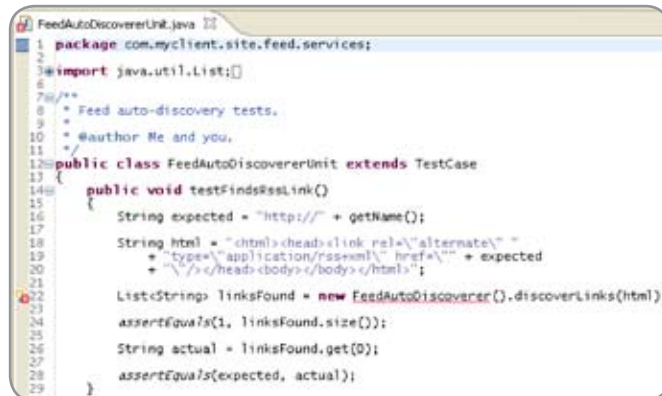 FeedAutoDiscovererUnit.java
1 package com.myclient.site.feed.services;
2
3 import java.util.List;
6
7 /**
8 * Feed auto-discovery tests.
9 *
10 * @author Me and you.
11 */
12 public class FeedAutoDiscovererUnit extends TestCase
13 {
14 public void testFindsRssLink()
15 {
16 String expected = "http://" + getName();
17
18 String html = "<html><head><link rel=\"alternate\" "
19 + "type=\"application/rss+xml\" href=\"" + expected
20 + "\"/></head><body></body></html>";
21
22 List<String> linksFound = new FeedAutoDiscoverer().discoverLinks(html)
23
24 assertEquals(1, linksFound.size());
25
26 String actual = linksFound.get(0);
27
28 assertEquals(expected, actual);
29 }